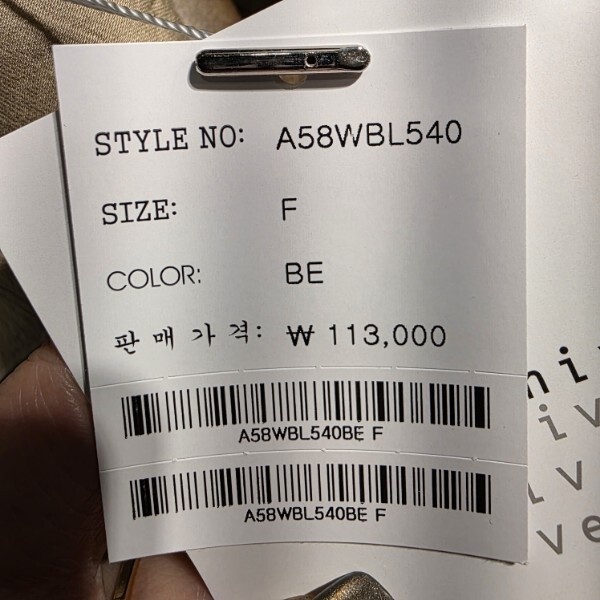 STYLE NO: A58WBL540
SIZE: F
COLOR: BE
판매가격: ₩ 113,000
A58WBL540BE F
A58WBL540BE F